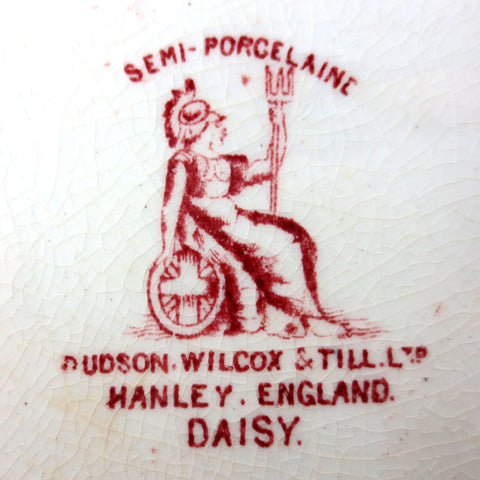 SEMI-PORCELAINE
DUDSON. WILCOX & TILL. LTD
HANLEY. ENGLAND.
DAISY.